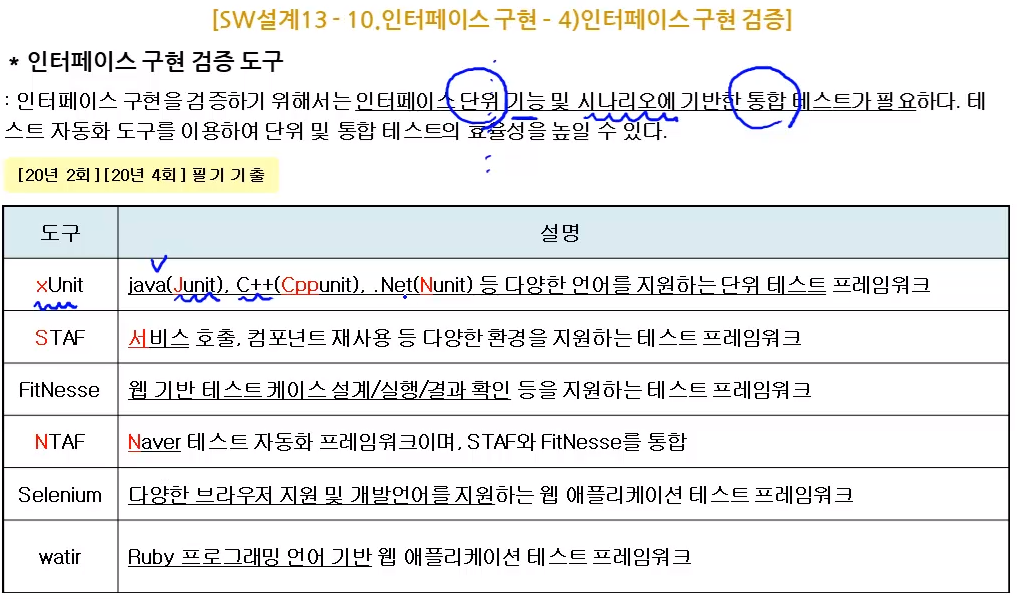 [SW설계13 - 10.인터페이스 구현 - 4)인터페이스 구현 검증]
* 인터페이스 구현 검증 도구
: 인터페이스 구현을 검증하기 위해서는 인터페이스 단위 기능 및 시나리오에 기반한 통합 테스트가 필요하다. 테
스트 자동화 도구를 이용하여 단위 및 통합 테스트의 효율성을 높일 수 있다.
[20년 2회][20년 4회] 필기 기출
도구 설명
xUnit java(Junit), C++(Cppunit), .Net(Nunit) 등 다양한 언어를 지원하는 단위 테스트 프레임워크
STAF 서비스 호출, 컴포넌트 재사용 등 다양한 환경을 지원하는 테스트 프레임워크
FitNesse 웹 기반 테스트 케이스 설계/실행/결과 확인 등을 지원하는 테스트 프레임워크
NTAF Naver 테스트 자동화 프레임워크이며, STAF와 FitNesse를 통합
Selenium 다양한 브라우저 지원 및 개발언어를 지원하는 웹 애플리케이션 테스트 프레임워크
watir Ruby 프로그래밍 언어 기반 웹 애플리케이션 테스트 프레임워크